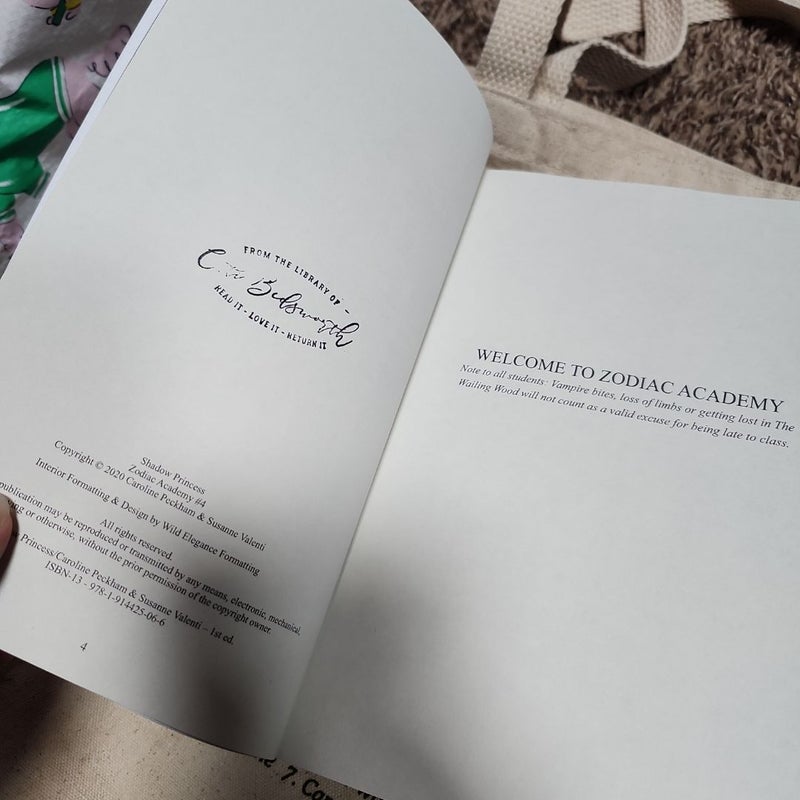 FROM THE LIBRARY OF
Bedsworth
READ IT - LOVE IT - RETURN IT
Shadow Princess
Zodiac Academy #4
Copyright © 2020 Caroline Peckham & Susanne Valenti
Interior Formatting & Design by Wild Elegance Formatting
All rights reserved.
publication may be reproduced or transmitted by any means, electronic, mechanical,
or otherwise, without the prior permission of the copyright owner.
Princess/Caroline Peckham & Susanne Valenti – 1st ed.
ISBN-13 - 978-1-914425-06-6
4
WELCOME TO ZODIAC ACADEMY
Note to all students: Vampire bites, loss of limbs or getting lost in The
Wailing Wood will not count as a valid excuse for being late to class.
7.